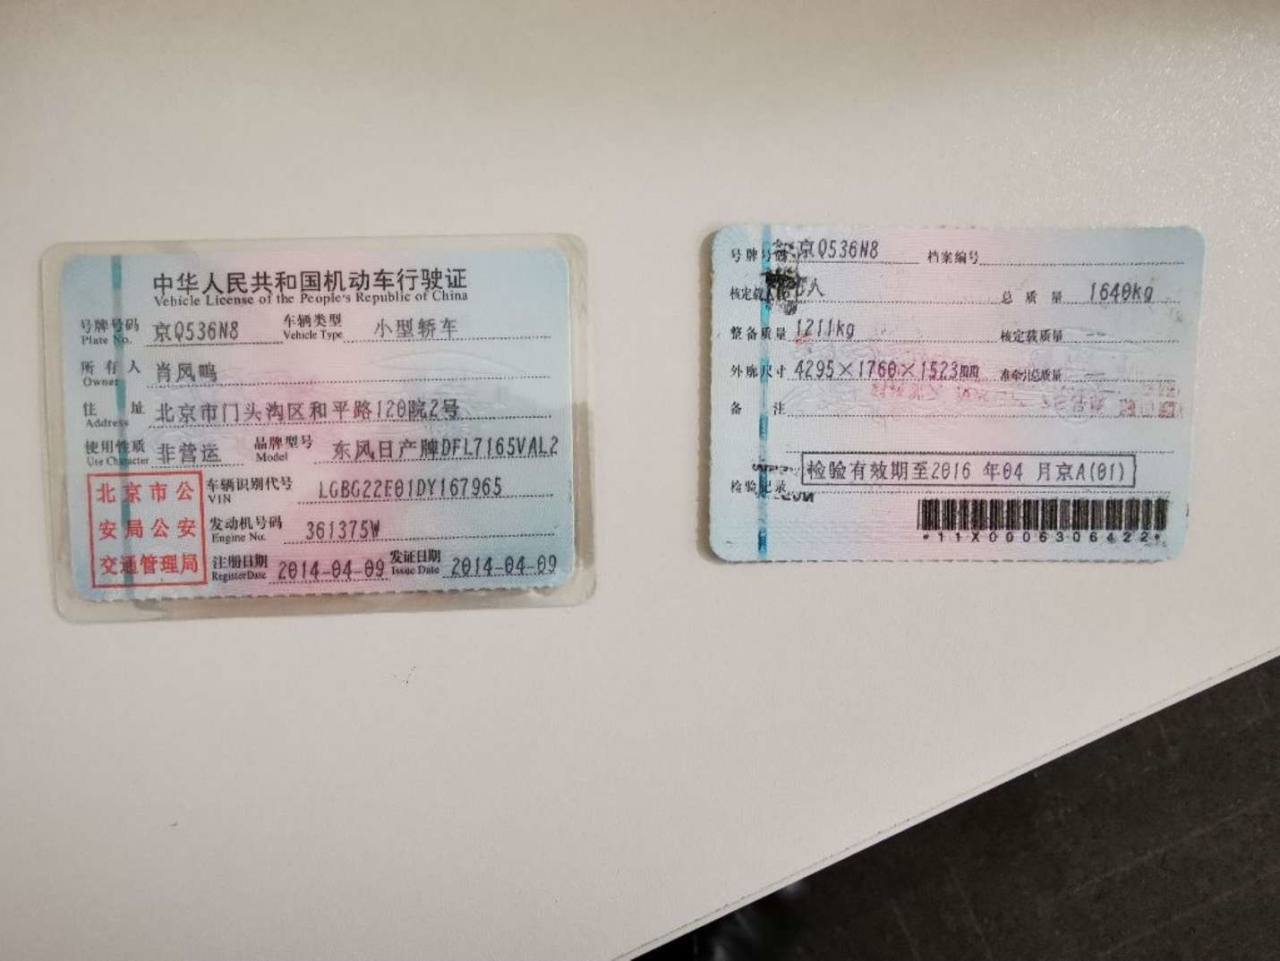 中华人民共和国机动车行驶证
Vehicle License of the People's Republic of China
号牌号码 京Q536N8 车辆类型 小型轿车
Plate No. Vehicle Type
所有人 肖凤鸣
Owner
住址 北京市门头沟区和平路120院2号
Address
使用性质 非营运 品牌型号 东风日产牌DFL7165VAL2
Use Character Model
北京市公
安局公安
交通管理局
车辆识别代号 LGBG22E01DY167965
VIN
发动机号码 361375W
Engine No.
注册日期 2014-04-09 发证日期 2014-04-09
Register Date Issue Date
号牌号码 京Q536N8 档案编号
核定载人 人 总质量 1640kg
整备质量 1211kg 核定载质量 --
外廓尺寸 4295×1760×1523mm 准牵引总质量 --
备注
检验记录 检验有效期至2016年04月京A(01)
*11X0006306422*